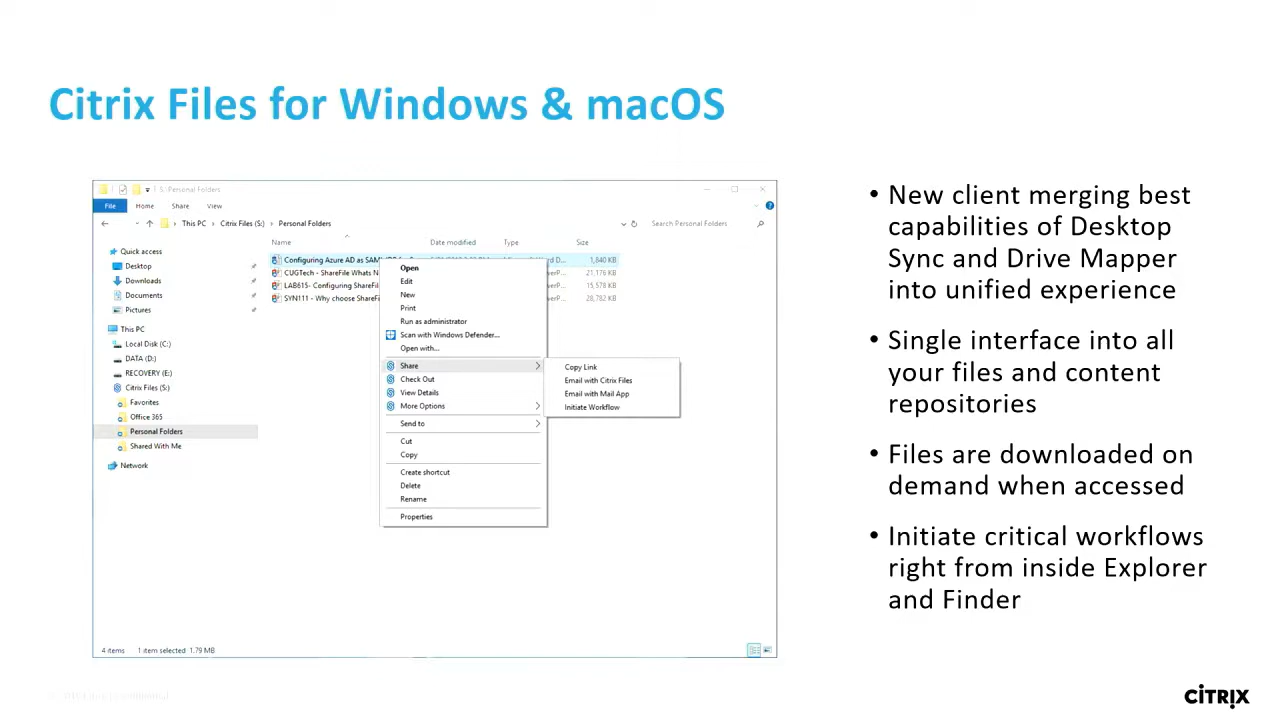 Citrix Files for Windows & macOS
S:\Personal Folders
File Home Share View
This PC Citrix Files (S:) Personal Folders
Search Personal Folders
Name Date modified Type Size
Quick access
Desktop
Downloads
Documents
Pictures
This PC
Local Disk (C:)
DATA (D:)
RECOVERY (E:)
Citrix Files (S:)
Favorites
Office 365
Personal Folders
Shared With Me
Network
Configuring Azure AD as 1,840 KB
CUGTech - ShareFile Whats N 21,176 KB
LAB615- Configuring ShareFil 15,578 KB
SYN111 - Why choose ShareFi 28,782 KB
Open
Edit
New
Print
Run as administrator
Scan with Windows Defender...
Open with...
Share
Check Out
View Details
More Options
Send to
Cut
Copy
Create shortcut
Delete
Rename
Properties
Copy Link
Email with Citrix Files
Email with Mail App
Initiate Workflow
4 items 1 item selected 1.79 MB
• New client merging best
capabilities of Desktop
Sync and Drive Mapper
into unified experience
• Single interface into all
your files and content
repositories
• Files are downloaded on
demand when accessed
• Initiate critical workflows
right from inside Explorer
and Finder
CITRIX